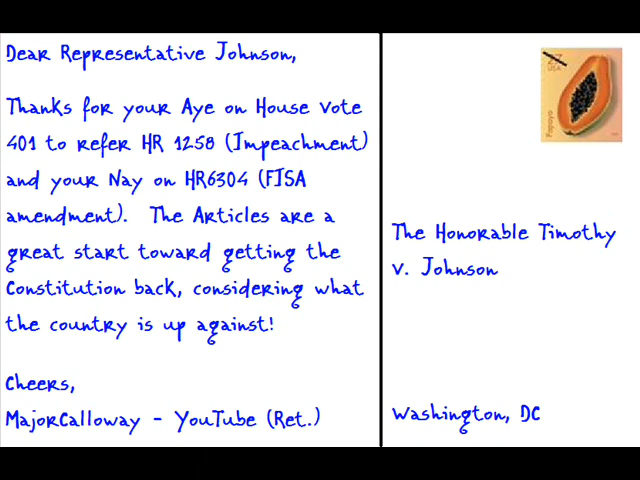 Dear Representative Johnson,
Thanks for your Aye on House Vote
401 to refer HR 1258 (Impeachment)
and your Nay on HR6304 (FISA
amendment). The Articles are a
great start toward getting the
Constitution back, considering what
the country is up against!
Cheers,
MajorCalloway - YouTube (Ret.)
27
USA
Papaya
The Honorable Timothy
V. Johnson
Washington, DC